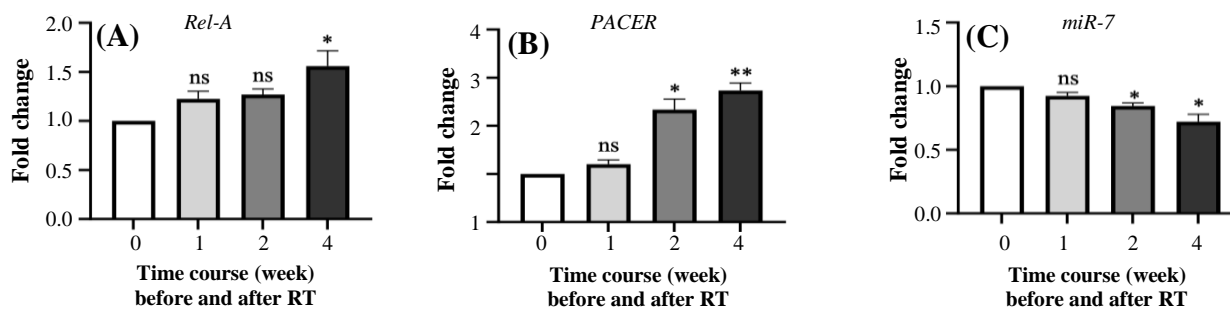 (A)
Rel-A
Fold change
2.0
1.5
1.0
0.5
0.0
ns
ns
*
0 1 2 4
Time course (week)
before and after RT
(B)
PACER
Fold change
4
3
2
1
ns
*
**
0 1 2 4
Time course (week)
before and after RT
(C)
miR-7
Fold change
1.5
1.0
0.5
0.0
ns
*
*
0 1 2 4
Time course (week)
before and after RT